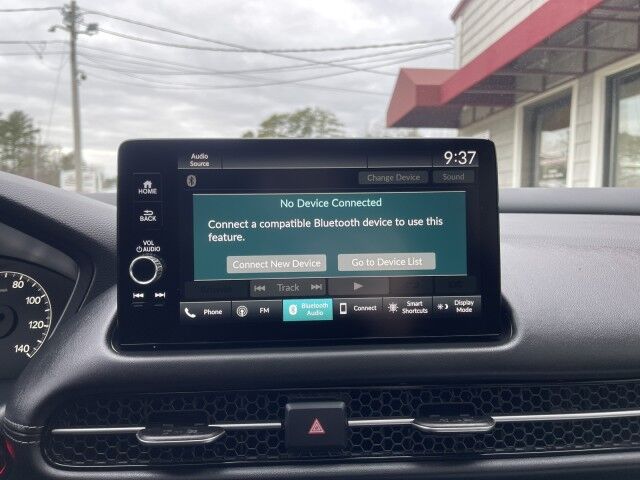 Audio
Source
9:37
Change Device
Sound
HOME
BACK
VOL
AUDIO
No Device Connected
Connect a compatible Bluetooth device to use this
feature.
Connect New Device
Go to Device List
Track
Phone
FM
Bluetooth
Audio
Connect
Smart
Shortcuts
Display
Mode
80
100
120
140